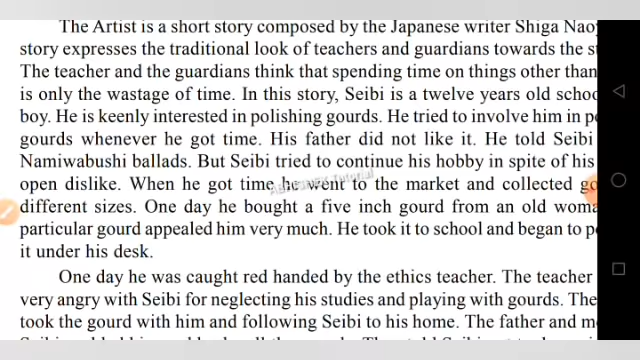 The Artist is a short story composed by the Japanese writer Shiga
story expresses the traditional look of teachers and guardians towards the
The teacher and the guardians think that spending time on things other than
is only the wastage of time. In this story, Seibi is a twelve years old
boy. He is keenly interested in polishing gourds. He tried to involve him in
gourds whenever he got time. His father did not like it. He told Seibi
Namiwabushi ballads. But Seibi tried to continue his hobby in spite of his
open dislike. When he got time he went to the market and collected
different sizes. One day he bought a five inch gourd from an old
particular gourd appealed him very much. He took it to school and began to
it under his desk.
One day he was caught red handed by the ethics teacher. The teacher
very angry with Seibi for neglecting his studies and playing with gourds. The
took the gourd with him and following Seibi to his home. The father and